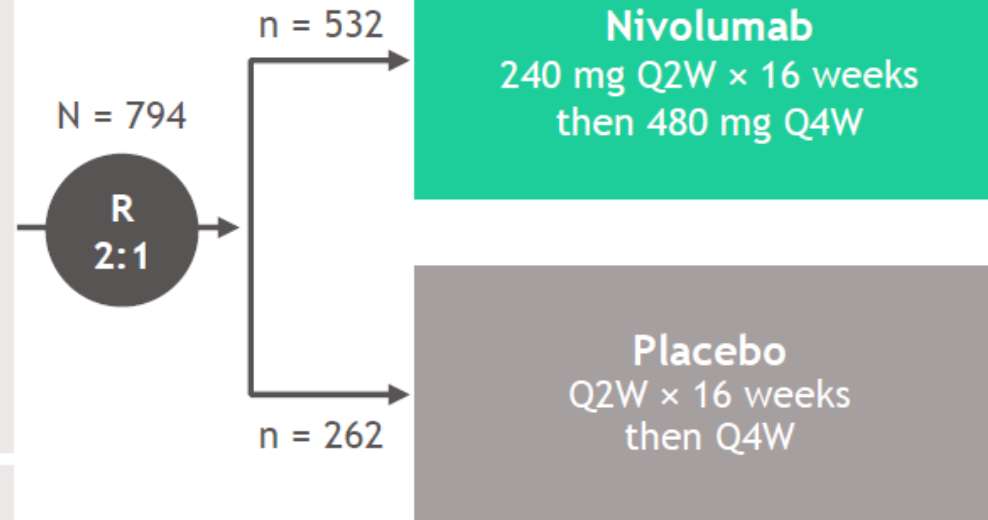 n = 532
Nivolumab
240 mg Q2W × 16 weeks
then 480 mg Q4W
N = 794
R
2:1
Placebo
Q2W × 16 weeks
then Q4W
n = 262